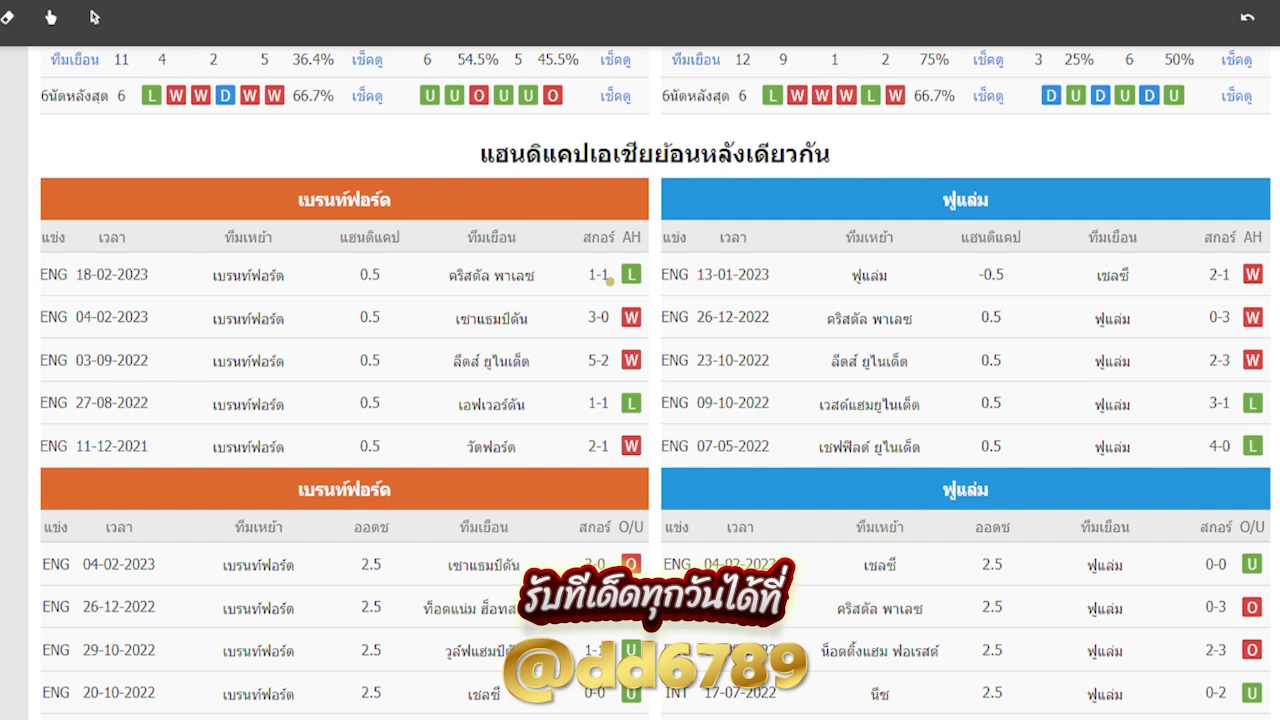 ทีมเยือน 11 4 2 5 36.4% เช็คดู 6 54.5% 5 45.5% เช็คดู
ทีมเยือน 12 9 1 2 75% เช็คดู 3 25% 6 50% เช็คดู
6นัดหลังสุด 6 L W W D W W 66.7% เช็คดู U U O U U O เช็คดู
6นัดหลังสุด 6 L W W W L W 66.7% เช็คดู D U D U D U เช็คดู
แฮนดิแคปเอเชียย้อนหลังเดียวกัน
เบรนท์ฟอร์ด
แข่ง เวลา ทีมเหย้า แฮนดิแคป ทีมเยือน สกอร์ AH
ENG 18-02-2023 เบรนท์ฟอร์ด 0.5 คริสตัล พาเลซ 1-1 L
ENG 04-02-2023 เบรนท์ฟอร์ด 0.5 เซาแธมป์ตัน 3-0 W
ENG 03-09-2022 เบรนท์ฟอร์ด 0.5 ลีดส์ ยูไนเต็ด 5-2 W
ENG 27-08-2022 เบรนท์ฟอร์ด 0.5 เอฟเวอร์ตัน 1-1 L
ENG 11-12-2021 เบรนท์ฟอร์ด 0.5 วัตฟอร์ด 2-1 W
ฟูแล่ม
แข่ง เวลา ทีมเหย้า แฮนดิแคป ทีมเยือน สกอร์ AH
ENG 13-01-2023 ฟูแล่ม -0.5 เชลซี 2-1 W
ENG 26-12-2022 คริสตัล พาเลซ 0.5 ฟูแล่ม 0-3 W
ENG 23-10-2022 ลีดส์ ยูไนเต็ด 0.5 ฟูแล่ม 2-3 W
ENG 09-10-2022 เวสต์แฮมยูไนเต็ด 0.5 ฟูแล่ม 3-1 L
ENG 07-05-2022 เชฟฟิลด์ ยูไนเต็ด 0.5 ฟูแล่ม 4-0 L
เบรนท์ฟอร์ด
แข่ง เวลา ทีมเหย้า ออดซ ทีมเยือน สกอร์ O/U
ENG 04-02-2023 เบรนท์ฟอร์ด 2.5 เซาแธมป์ตัน 3-0 O
ENG 26-12-2022 เบรนท์ฟอร์ด 2.5 ท็อตแน่ม ฮ็อทส
ENG 29-10-2022 เบรนท์ฟอร์ด 2.5 วูล์ฟแฮมป์ 1-1 U
ENG 20-10-2022 เบรนท์ฟอร์ด 2.5 เชลซี 0-0 U
ฟูแล่ม
แข่ง เวลา ทีมเหย้า ออดซ ทีมเยือน สกอร์ O/U
ENG 04-02-2023 เชลซี 2.5 ฟูแล่ม 0-0 U
คริสตัล พาเลซ 2.5 ฟูแล่ม 0-3 O
น็อตติ้งแฮม ฟอเรสต์ 2.5 ฟูแล่ม 2-3 O
INT 17-07-2022 นีซ 2.5 ฟูแล่ม 0-2 U
รับทีเด็ดทุกวันได้ที่
@dd6789